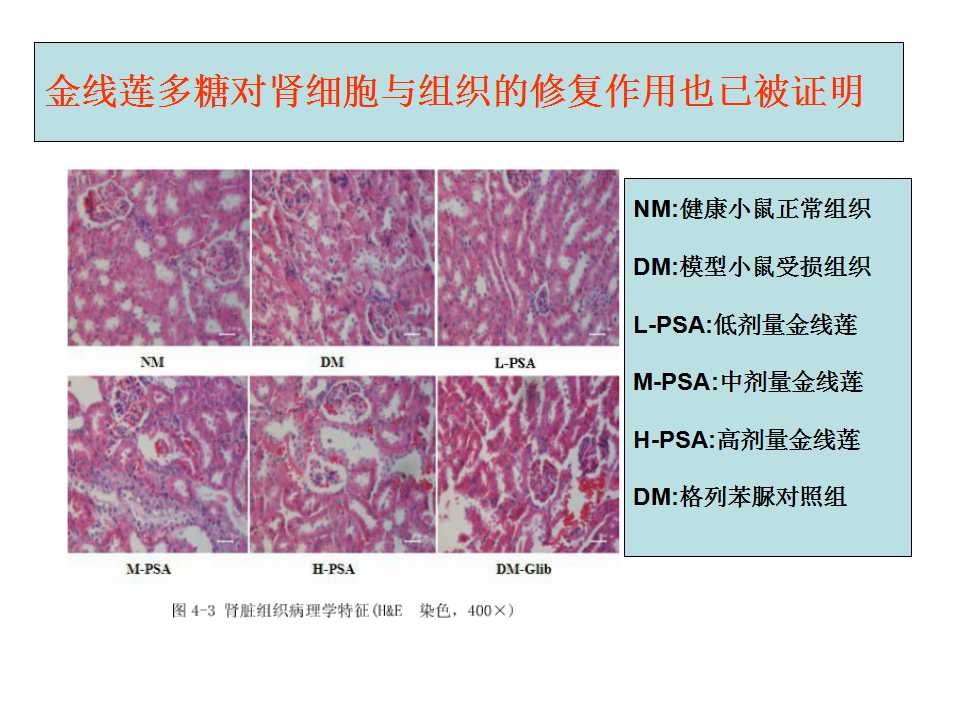 金线莲多糖对肾细胞与组织的修复作用也已被证明
NM
DM
L-PSA
M-PSA
H-PSA
DM-Glib
图 4-3 肾脏组织病理学特征(H&E 染色，400×)
NM:健康小鼠正常组织
DM:模型小鼠受损组织
L-PSA:低剂量金线莲
M-PSA:中剂量金线莲
H-PSA:高剂量金线莲
DM:格列苯脲对照组